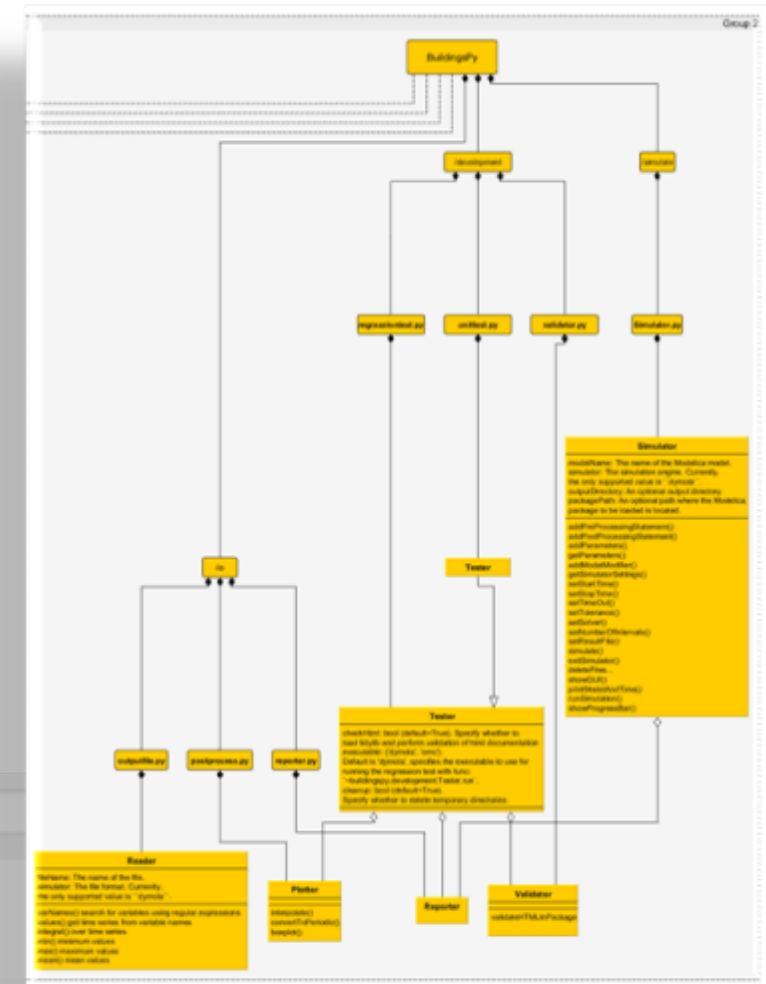 Group 2
BuildingsPy
/development
/simulate
regressiontest.py
unittest.py
validator.py
Simulator.py
Simulator
modelName: The name of the Modelica model.
simulator: The simulation engine. Currently,
the only supported value is ``dymola``.
outputDirectory: An optional output directory.
packagePath: An optional path where the Modelica
package to be loaded is located.
addPreProcessingStatement()
addPostProcessingStatement()
addParameters()
getParameters()
addModelModifier()
getSimulatorSettings()
setStartTime()
setStopTime()
setTimeOut()
setTolerance()
setSolver()
setNumberOfIntervals()
setResultFile()
simulate()
exitSimulator()
deleteFiles...
showGUI()
printModelAndTime()
runSimulation()
showProgressBar()
/io
Tester
Tester
checkHtml: bool (default=True). Specify whether to
load tidylib and perform validation of html documentation
executable: {'dymola', 'omc'}.
Default is 'dymola', specifies the executable to use for
running the regression test with func:
`~buildingspy.development.Tester.run`.
cleanup: bool (default=True).
Specify whether to delete temporary directories.
outputfile.py
postprocess.py
reporter.py
Reader
fileName: The name of the file.
simulator: The file format. Currently,
the only supported value is ``dymola``.
varNames() search for variables using regular expressions
values() get time series from variable names
integral() over time series
min() minimum values
max() maximum values
mean() mean values
Plotter
interpolate()
convertToPeriodic()
boxplot()
Reporter
Validator
validateHTMLinPackage